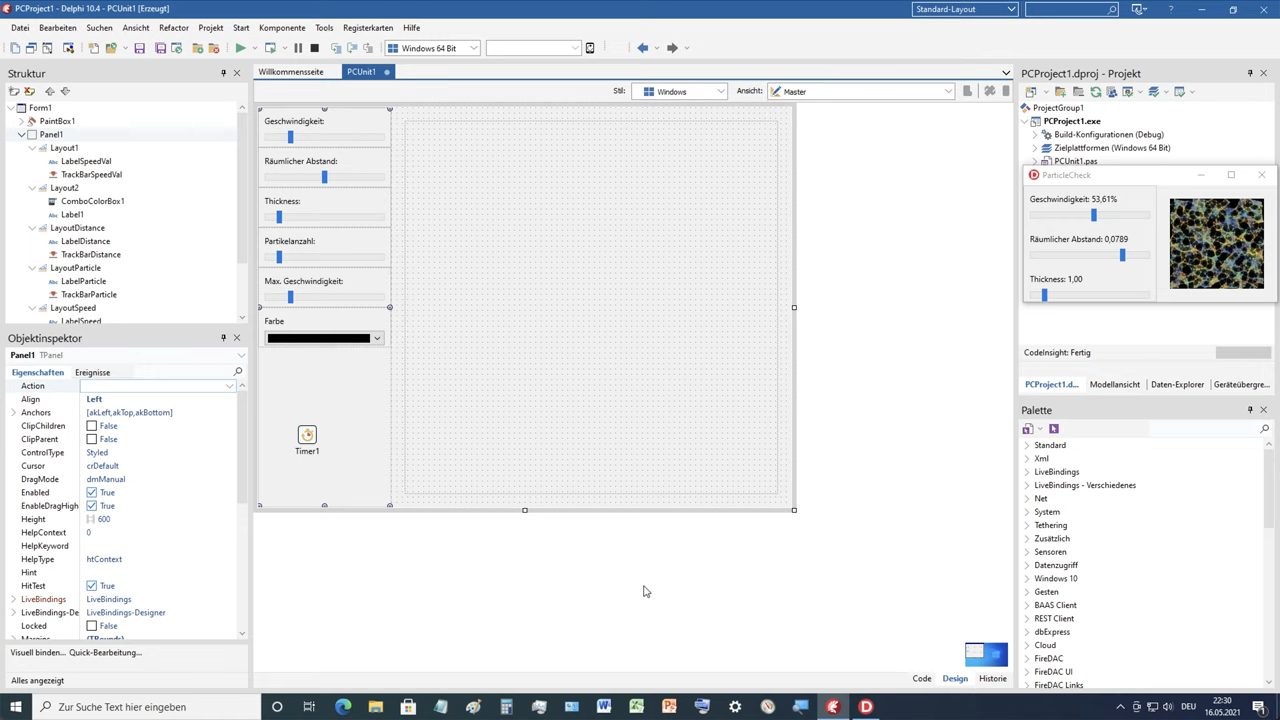 PCProject1 - Delphi 10.4 - PCUnit1 [Erzeugt]
Standard-Layout
Datei Bearbeiten Suchen Ansicht Refactor Projekt Start Komponente Tools Registerkarten Hilfe
Windows 64 Bit
Struktur
Form1
PaintBox1
Panel1
Layout1
LabelSpeedVal
TrackBarSpeedVal
Layout2
ComboColorBox1
Label1
LayoutDistance
LabelDistance
TrackBarDistance
LayoutParticle
LabelParticle
TrackBarParticle
LayoutSpeed
LabelSpeed
Objektinspektor
Panel1 TPanel
Eigenschaften Ereignisse
Action
Align Left
Anchors [akLeft,akTop,akBottom]
ClipChildren False
ClipParent False
ControlType Styled
Cursor crDefault
DragMode dmManual
Enabled True
EnableDragHigh True
Height 600
HelpContext 0
HelpKeyword
HelpType htContext
Hint
HitTest True
LiveBindings LiveBindings
LiveBindings-De LiveBindings-Designer
Locked False
Margins (TBounds)
Visuell binden... Quick-Bearbeitung...
Alles angezeigt
Willkommensseite PCUnit1
Stil: Windows Ansicht: Master
Geschwindigkeit:
Räumlicher Abstand:
Thickness:
Partikelanzahl:
Max. Geschwindigkeit:
Farbe
Timer1
Code Design Historie
PCProject1.dproj - Projekt
ProjectGroup1
PCProject1.exe
Build-Konfigurationen (Debug)
Zielplattformen (Windows 64 Bit)
PCUnit1.pas
ParticleCheck
Geschwindigkeit: 53,61%
Räumlicher Abstand: 0,0789
Thickness: 1,00
CodeInsight: Fertig
PCProject1.d... Modellansicht Daten-Explorer Geräteübergre...
Palette
Standard
Xml
LiveBindings
LiveBindings - Verschiedenes
Net
System
Tethering
Zusätzlich
Sensoren
Datenzugriff
Windows 10
Gesten
BAAS Client
REST Client
dbExpress
Cloud
FireDAC
FireDAC UI
FireDAC Links
Zur Suche Text hier eingeben
DEU
22:30
16.05.2021